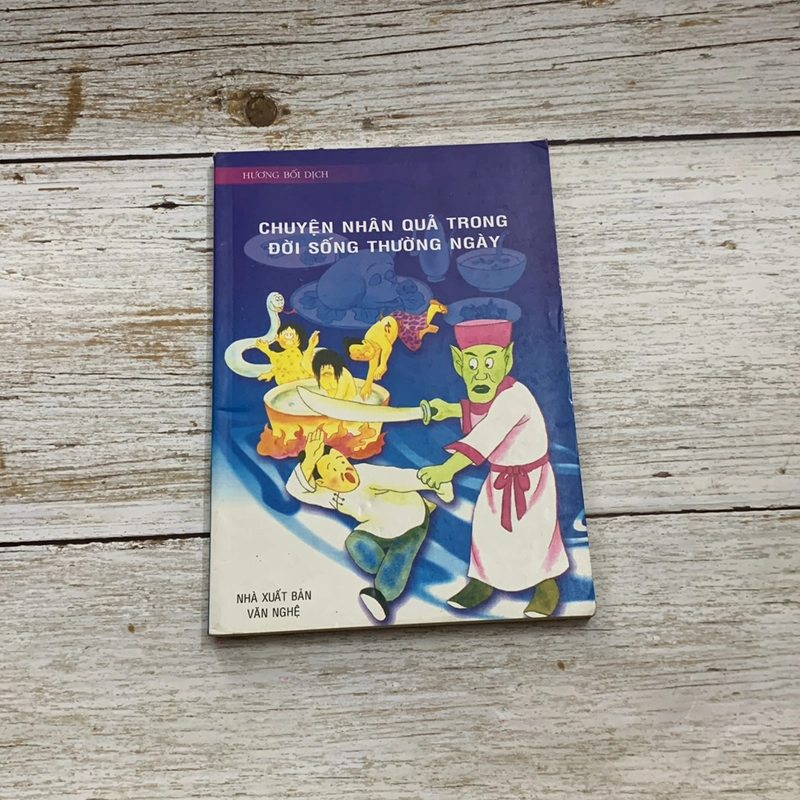 HƯƠNG BỐI DỊCH
CHUYỆN NHÂN QUẢ TRONG
ĐỜI SỐNG THƯỜNG NGÀY
NHÀ XUẤT BẢN
VĂN NGHỆ